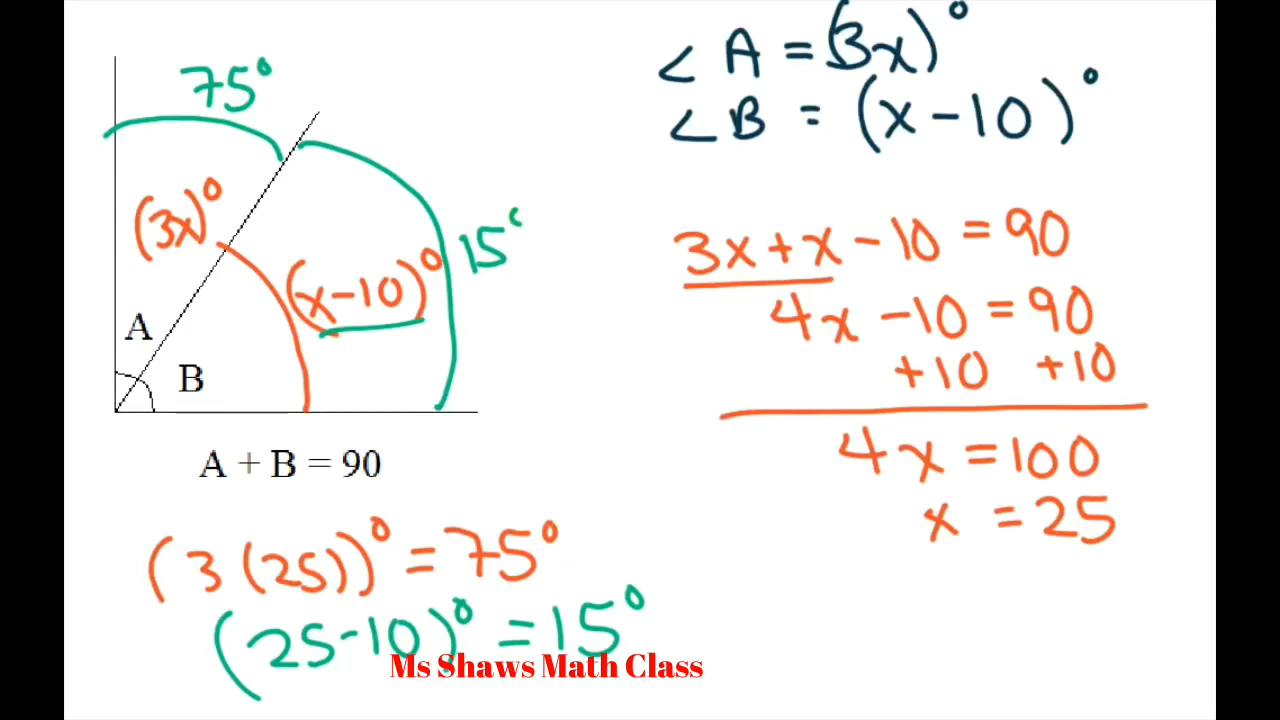 75°
(3x)°
(x-10)°
15°
A
B
A + B = 90
(3(25))° = 75°
(25-10)° = 15°
∠A = (3x)°
∠B = (x-10)°
3x + x - 10 = 90
4x - 10 = 90
+10 +10
4x = 100
x = 25
Ms Shaws Math Class